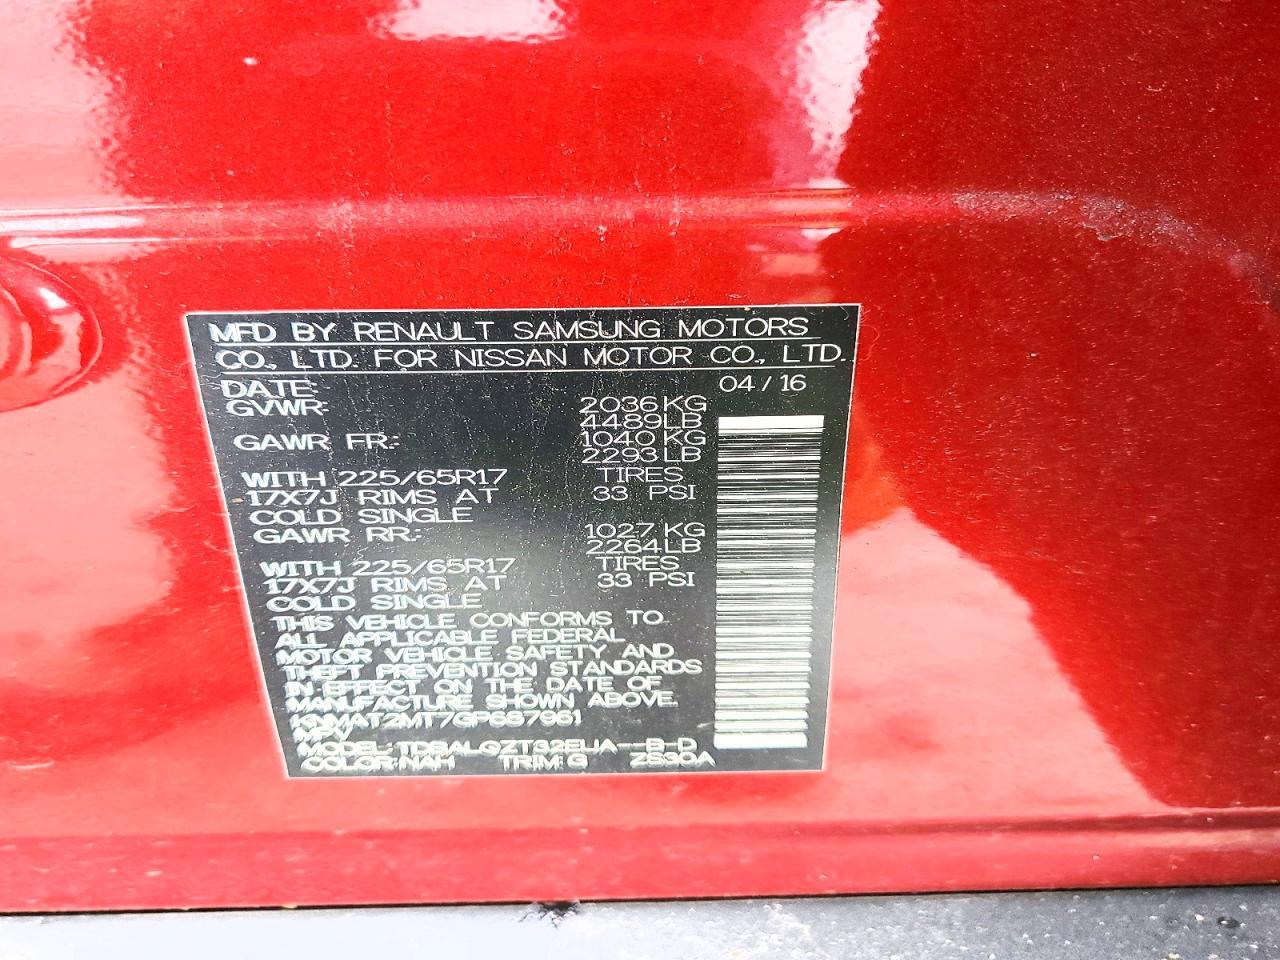 MFD BY RENAULT SAMSUNG MOTORS
CO., LTD. FOR NISSAN MOTOR CO., LTD.
DATE: 04 / 16
GVWR: 2036 KG
4489 LB
GAWR FR.: 1040 KG
2293 LB
WITH 225/65R17 TIRES
17X7J RIMS AT 33 PSI
COLD SINGLE
GAWR RR.: 1027 KG
2264 LB
WITH 225/65R17 TIRES
17X7J RIMS AT 33 PSI
COLD SINGLE
THIS VEHICLE CONFORMS TO
ALL APPLICABLE FEDERAL
MOTOR VEHICLE SAFETY AND
THEFT PREVENTION STANDARDS
IN EFFECT ON THE DATE OF
MANUFACTURE SHOWN ABOVE.
MPV
MODEL:
COLOR:NAH TRIM:G